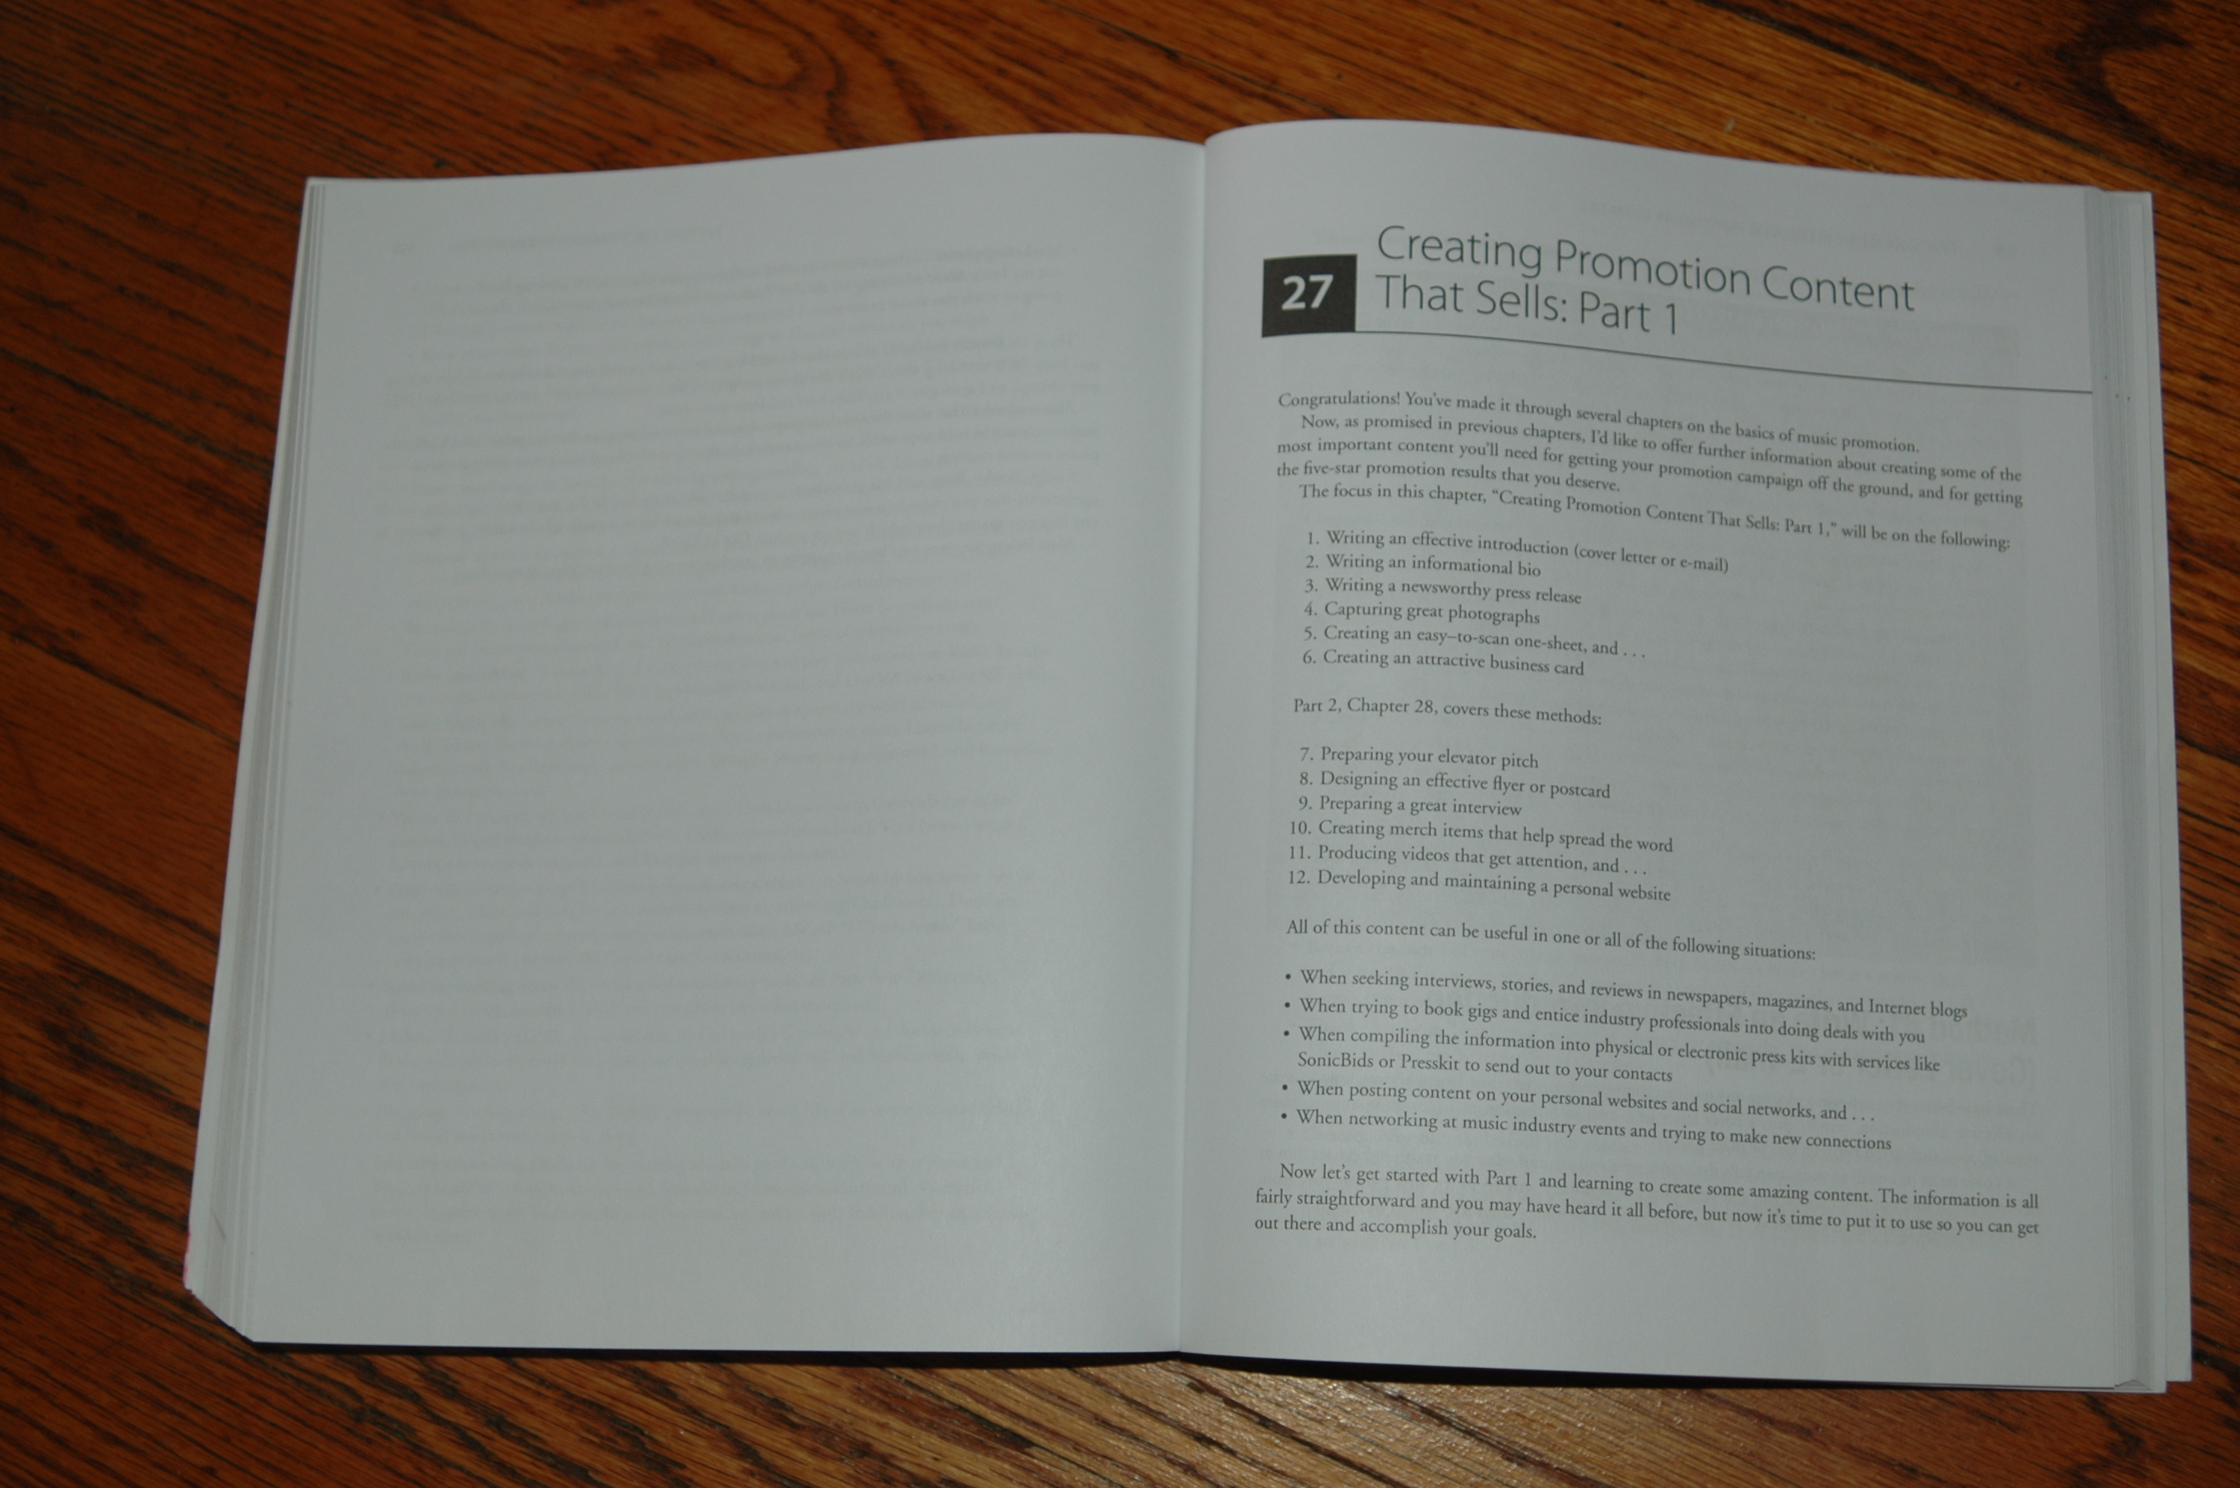 27
Creating Promotion Content
That Sells: Part 1
Congratulations! You've made it through several chapters on the basics of music promotion.
Now, as promised in previous chapters, I'd like to offer further information about creating some of the
most important content you'll need for getting your promotion campaign off the ground, and for getting
the five-star promotion results that you deserve.
The focus in this chapter, “Creating Promotion Content That Sells: Part 1,” will be on the following:
1. Writing an effective introduction (cover letter or e-mail)
2. Writing an informational bio
3. Writing a newsworthy press release
4. Capturing great photographs
5. Creating an easy–to-scan one-sheet, and . . .
6. Creating an attractive business card
Part 2, Chapter 28, covers these methods:
7. Preparing your elevator pitch
8. Designing an effective flyer or postcard
9. Preparing a great interview
10. Creating merch items that help spread the word
11. Producing videos that get attention, and . . .
12. Developing and maintaining a personal website
All of this content can be useful in one or all of the following situations:
• When seeking interviews, stories, and reviews in newspapers, magazines, and Internet blogs
• When trying to book gigs and entice industry professionals into doing deals with you
• When compiling the information into physical or electronic press kits with services like
SonicBids or Presskit to send out to your contacts
• When posting content on your personal websites and social networks, and . . .
• When networking at music industry events and trying to make new connections
Now let's get started with Part 1 and learning to create some amazing content. The information is all
fairly straightforward and you may have heard it all before, but now it's time to put it to use so you can get
out there and accomplish your goals.